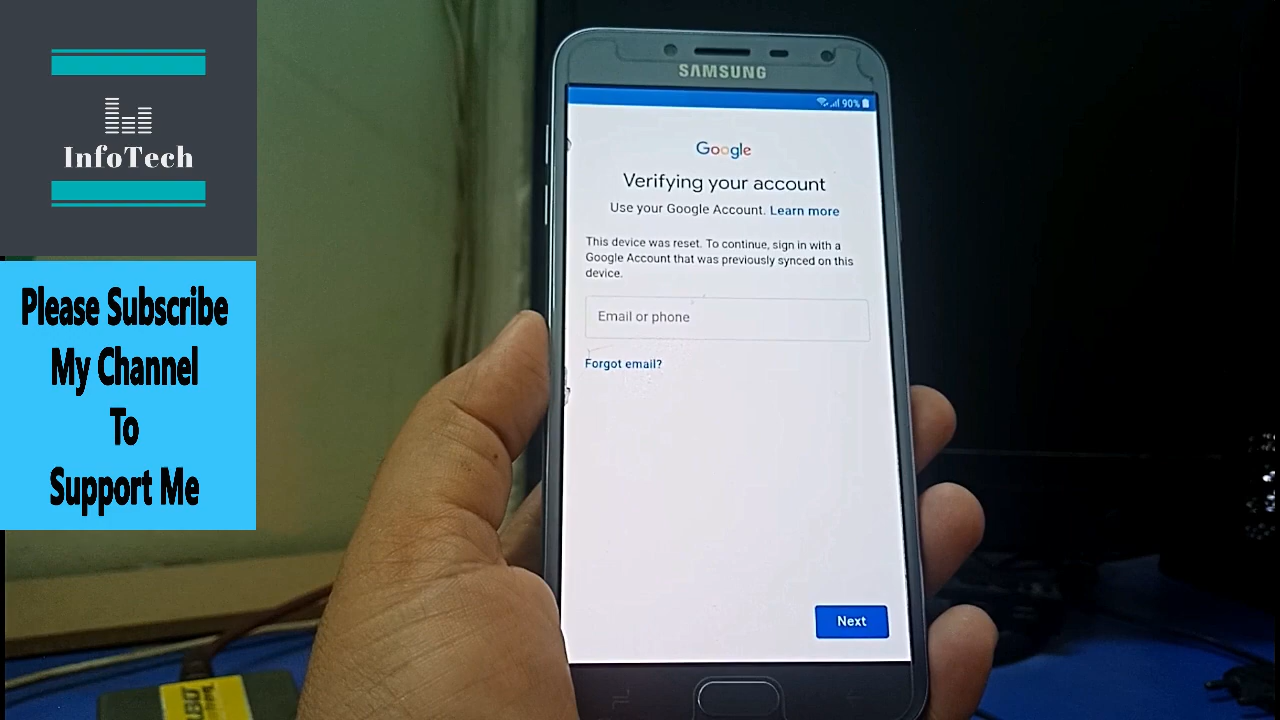 InfoTech
Please Subscribe
My Channel
To
Support Me
SAMSUNG
90%
Google
Verifying your account
Use your Google Account. Learn more
This device was reset. To continue, sign in with a
Google Account that was previously synced on this
device.
Email or phone
Forgot email?
Next